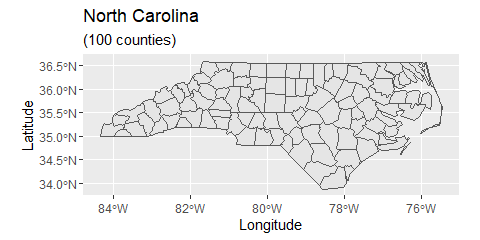 North Carolina
(100 counties)
36.5°N
36.0°N
35.5°N
35.0°N
34.5°N
34.0°N
Latitude
84°W 82°W 80°W 78°W 76°W
Longitude